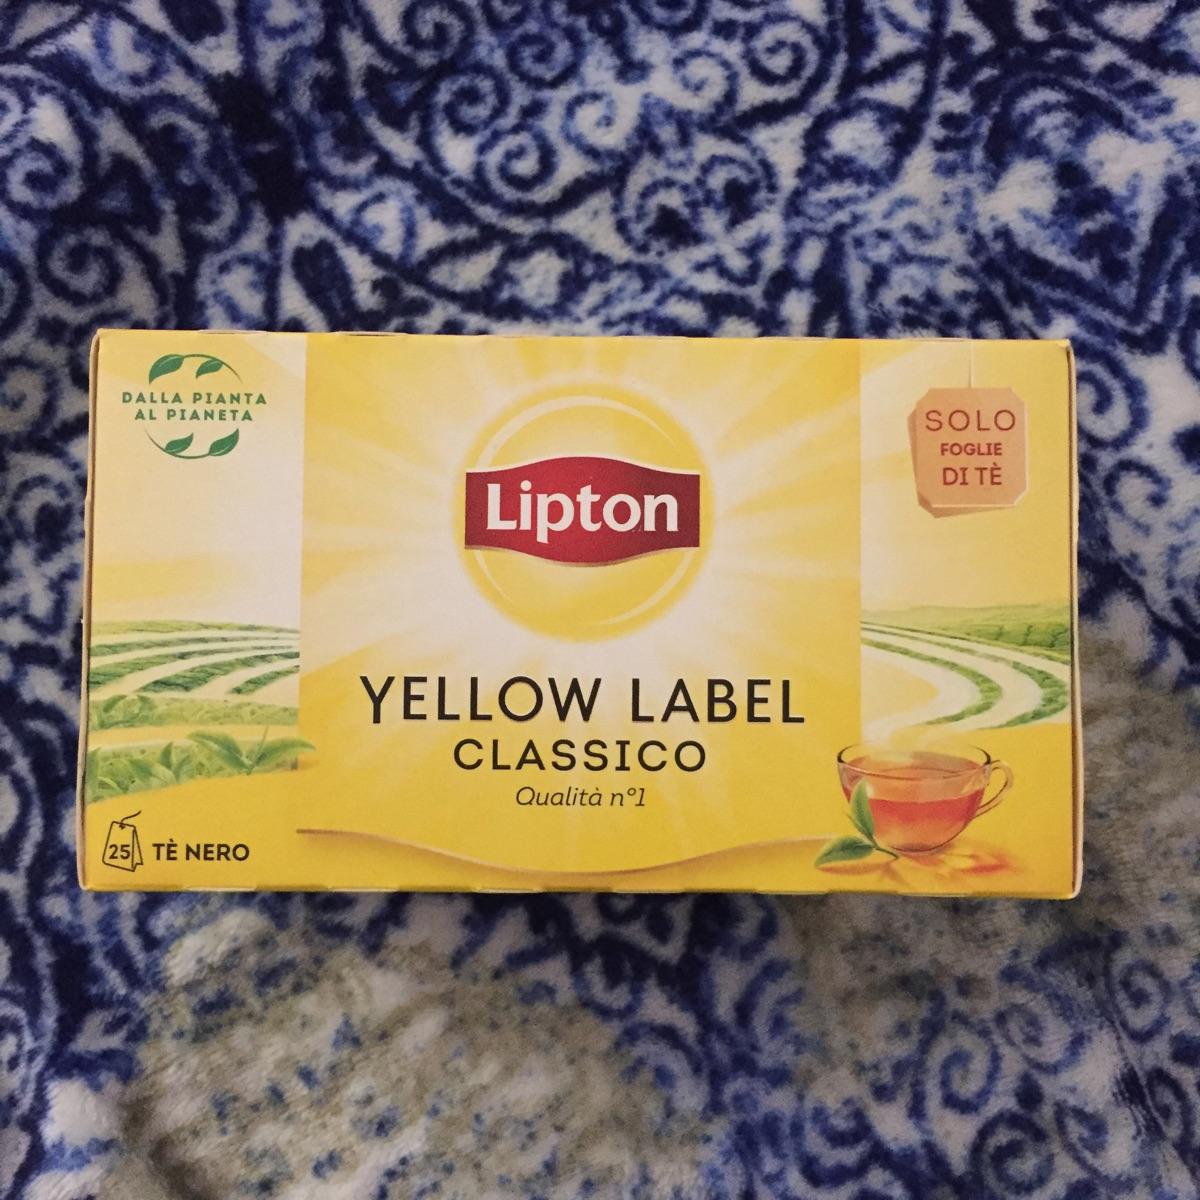 DALLA PIANTA
AL PIANETA
SOLO
FOGLIE
DI TÈ
Lipton
YELLOW LABEL
CLASSICO
Qualità n°1
25 TÈ NERO